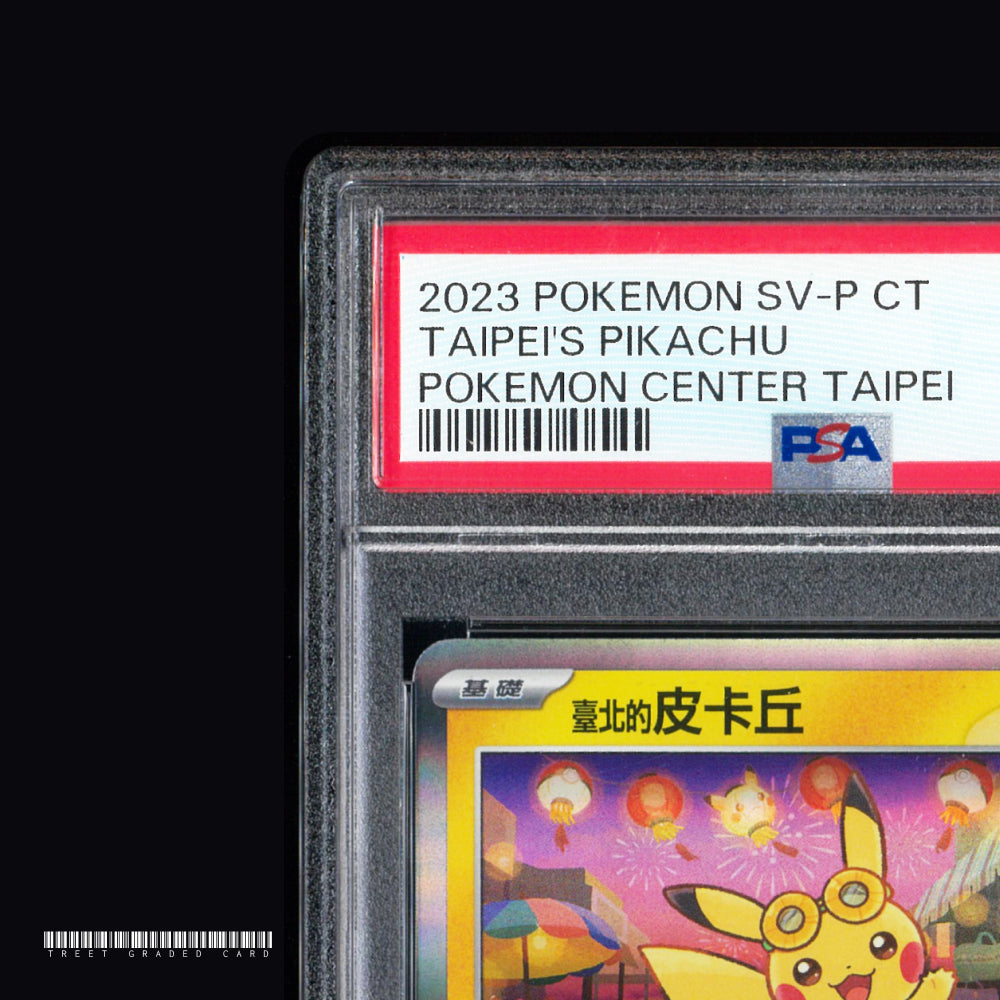 2023 POKEMON SV-P CT
TAIPEI'S PIKACHU
POKEMON CENTER TAIPEI
PSA
基礎
臺北的皮卡丘
TREET GRADED CARD